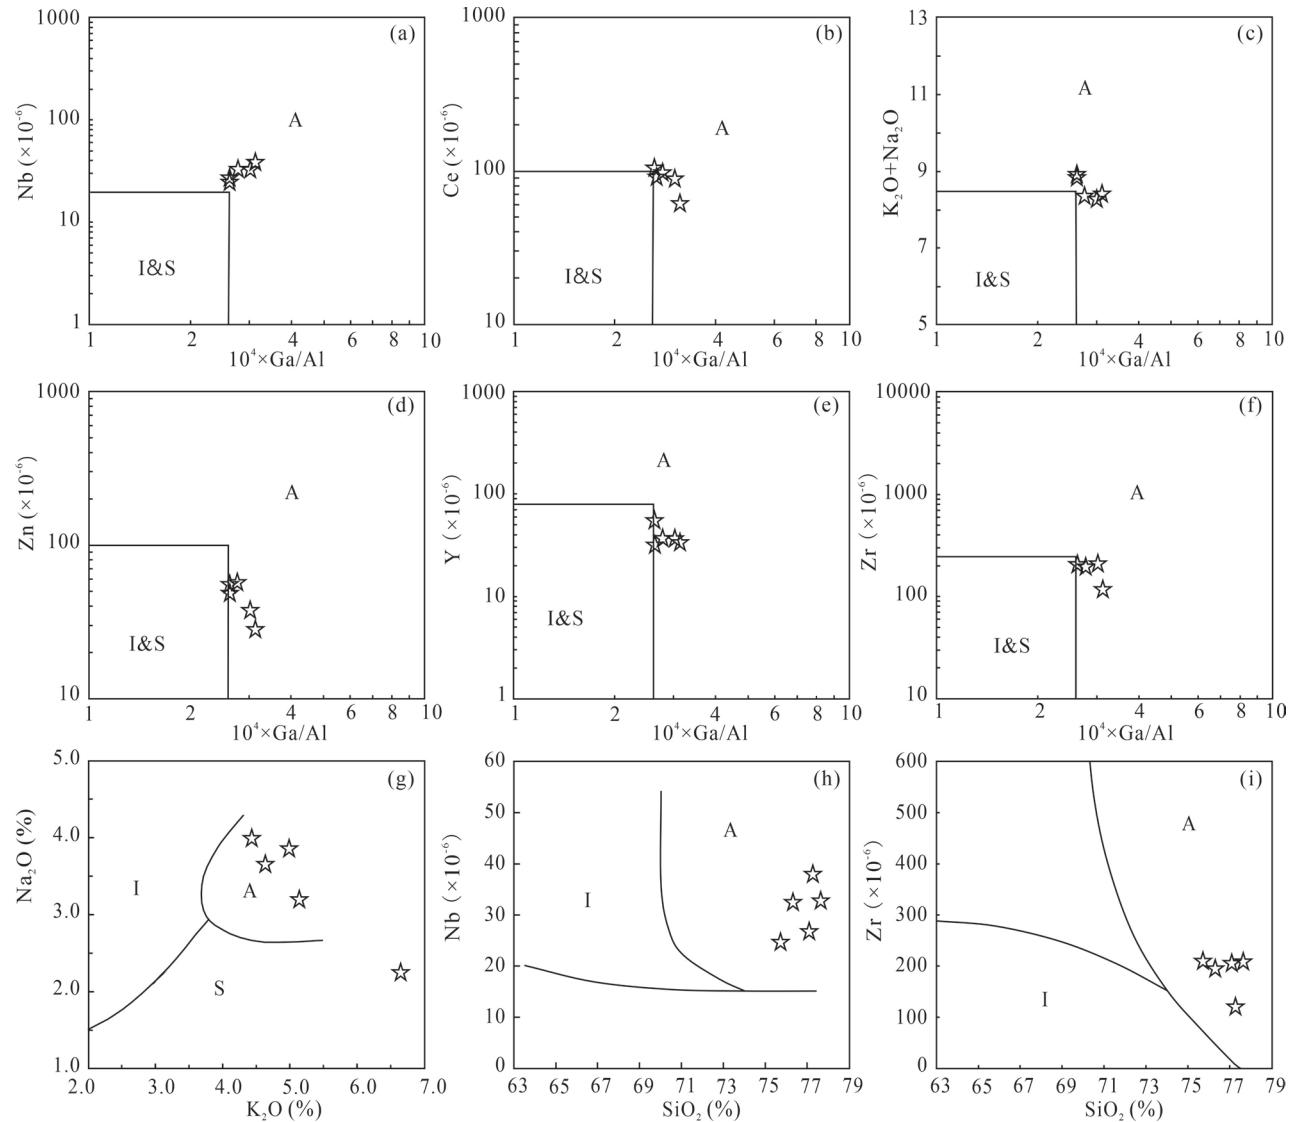 (a)
1000
100
10
1
Nb (×10⁻⁶)
A
I&S
1 2 4 6 8 10
10⁴×Ga/Al
(b)
1000
100
10
Ce (×10⁻⁶)
A
I&S
1 2 4 6 8 10
10⁴×Ga/Al
(c)
13
11
9
7
5
K₂O+Na₂O
A
I&S
1 2 4 6 8 10
10⁴×Ga/Al
(d)
1000
100
10
Zn (×10⁻⁶)
A
I&S
1 2 4 6 8 10
10⁴×Ga/Al
(e)
1000
100
10
1
Y (×10⁻⁶)
A
I&S
1 2 4 6 8 10
10⁴×Ga/Al
(f)
10000
1000
100
10
Zr (×10⁻⁶)
A
I&S
1 2 4 6 8 10
10⁴×Ga/Al
(g)
5.0
4.0
3.0
2.0
1.0
Na₂O (%)
I
A
S
2.0 3.0 4.0 5.0 6.0 7.0
K₂O (%)
(h)
60
50
40
30
20
10
0
Nb (×10⁻⁶)
A
I
63 65 67 69 71 73 75 77 79
SiO₂ (%)
(i)
600
500
400
300
200
100
0
Zr (×10⁻⁶)
A
I
63 65 67 69 71 73 75 77 79
SiO₂ (%)